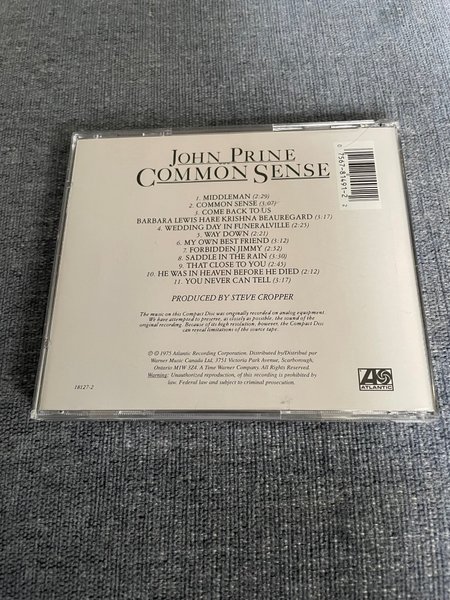 JOHN PRINE
COMMON SENSE
1. MIDDLEMAN (2:29)
2. COMMON SENSE (3:07)
3. COME BACK TO US
BARBARA LEWIS HARE KRISHNA BEAUREGARD (3:17)
4. WEDDING DAY IN FUNERALVILLE (2:25)
5. WAY DOWN (2:21)
6. MY OWN BEST FRIEND (3:12)
7. FORBIDDEN JIMMY (2:52)
8. SADDLE IN THE RAIN (3:30)
9. THAT CLOSE TO YOU (2:45)
10. HE WAS IN HEAVEN BEFORE HE DIED (2:12)
11. YOU NEVER CAN TELL (3:17)
PRODUCED BY STEVE CROPPER
The music on this Compact Disc was originally recorded on analog equipment.
We have attempted to preserve, as closely as possible, the sound of the
original recording. Because of its high resolution, however, the Compact Disc
can reveal limitations of the source tape.
℗ © 1975 Atlantic Recording Corporation. Distributed by/Distribué par
Warner Music Canada Ltd. 3751 Victoria Park Avenue, Scarborough,
Ontario M1W 3Z4. A Time Warner Company. All Rights Reserved.
Warning: Unauthorized reproduction, of this recording is prohibited by
law. Federal law and subject to criminal prosecution.
18127-2
ATLANTIC
0 7567-81491-2 2